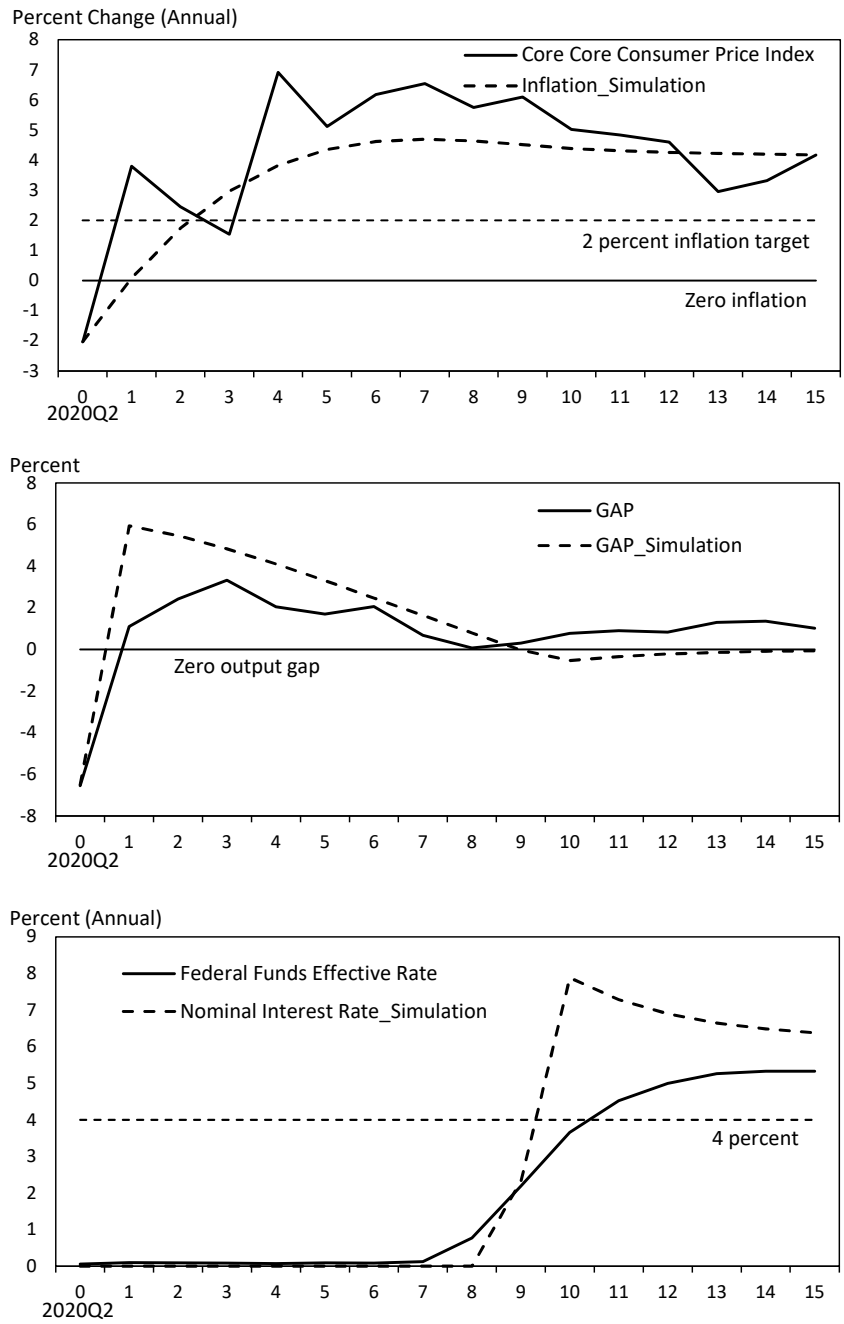 Percent Change (Annual)
8
7
6
5
4
3
2
1
0
-1
-2
-3
Core Core Consumer Price Index
Inflation_Simulation
2 percent inflation target
Zero inflation
0 1 2 3 4 5 6 7 8 9 10 11 12 13 14 15
2020Q2
Percent
8
6
4
2
0
-2
-4
-6
-8
GAP
GAP_Simulation
Zero output gap
0 1 2 3 4 5 6 7 8 9 10 11 12 13 14 15
2020Q2
Percent (Annual)
9
8
7
6
5
4
3
2
1
0
Federal Funds Effective Rate
Nominal Interest Rate_Simulation
4 percent
0 1 2 3 4 5 6 7 8 9 10 11 12 13 14 15
2020Q2